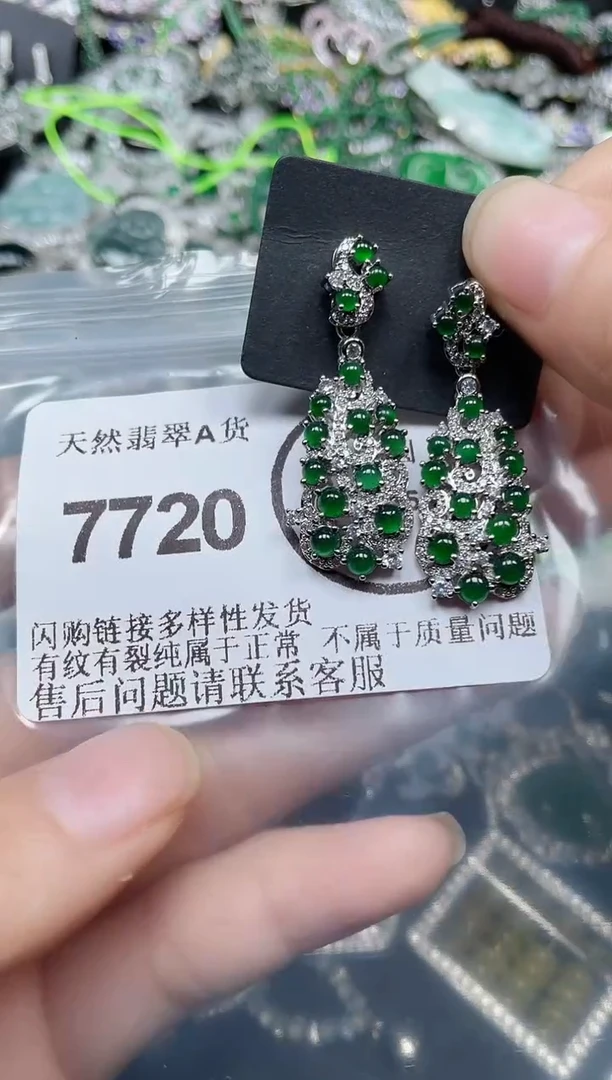 天然翡翠A货
7720
闪购链接多样性发货
有纹有裂纯属于正常 不属于质量问题
售后问题请联系客服